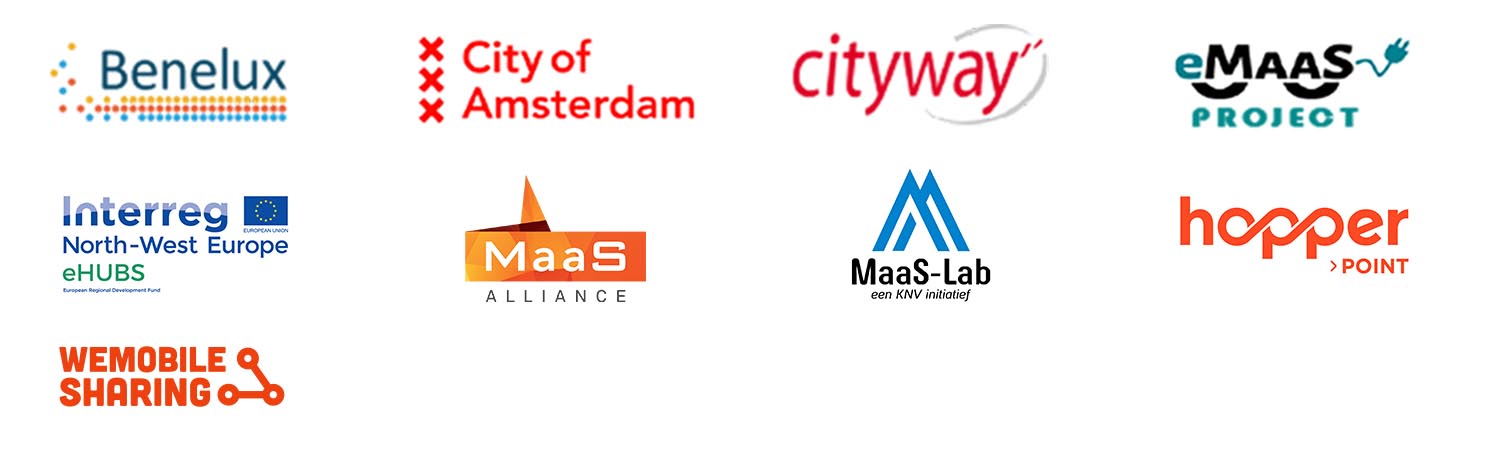 Benelux
City of
Amsterdam
cityway
eMAAS
PROJECT
Interreg
EUROPEAN UNION
North-West Europe
eHUBS
European Regional Development Fund
MaaS
ALLIANCE
MaaS-Lab
een KNV initiatief
hopper
>POINT
WEMOBILE
SHARING